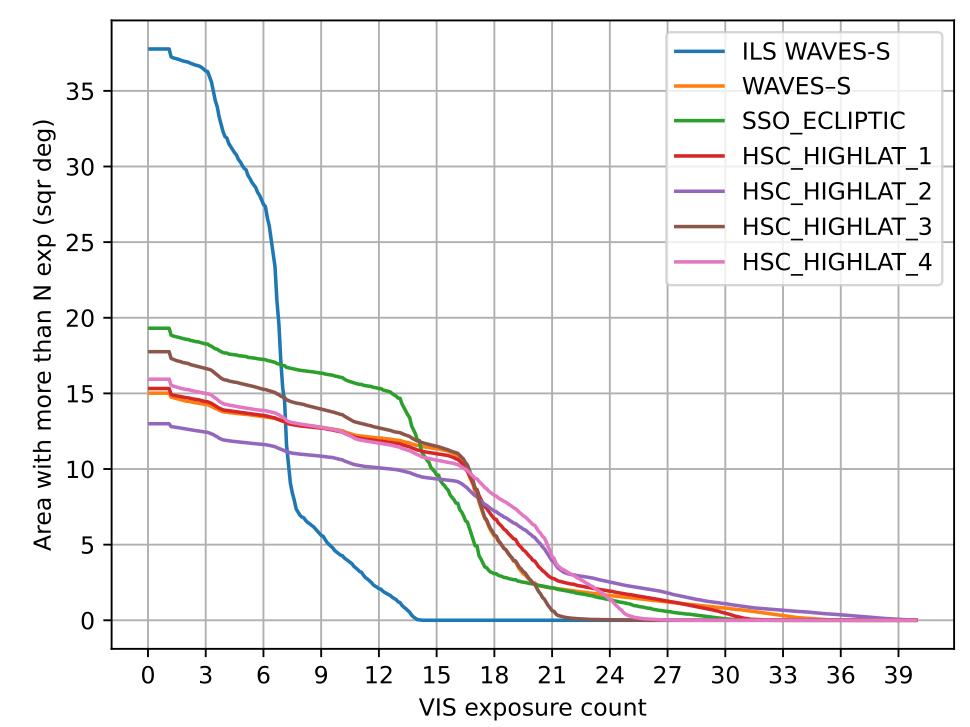 Area with more than N exp (sqr deg)
35
30
25
20
15
10
5
0
0 3 6 9 12 15 18 21 24 27 30 33 36 39
VIS exposure count
ILS WAVES-S
WAVES–S
SSO_ECLIPTIC
HSC_HIGHLAT_1
HSC_HIGHLAT_2
HSC_HIGHLAT_3
HSC_HIGHLAT_4